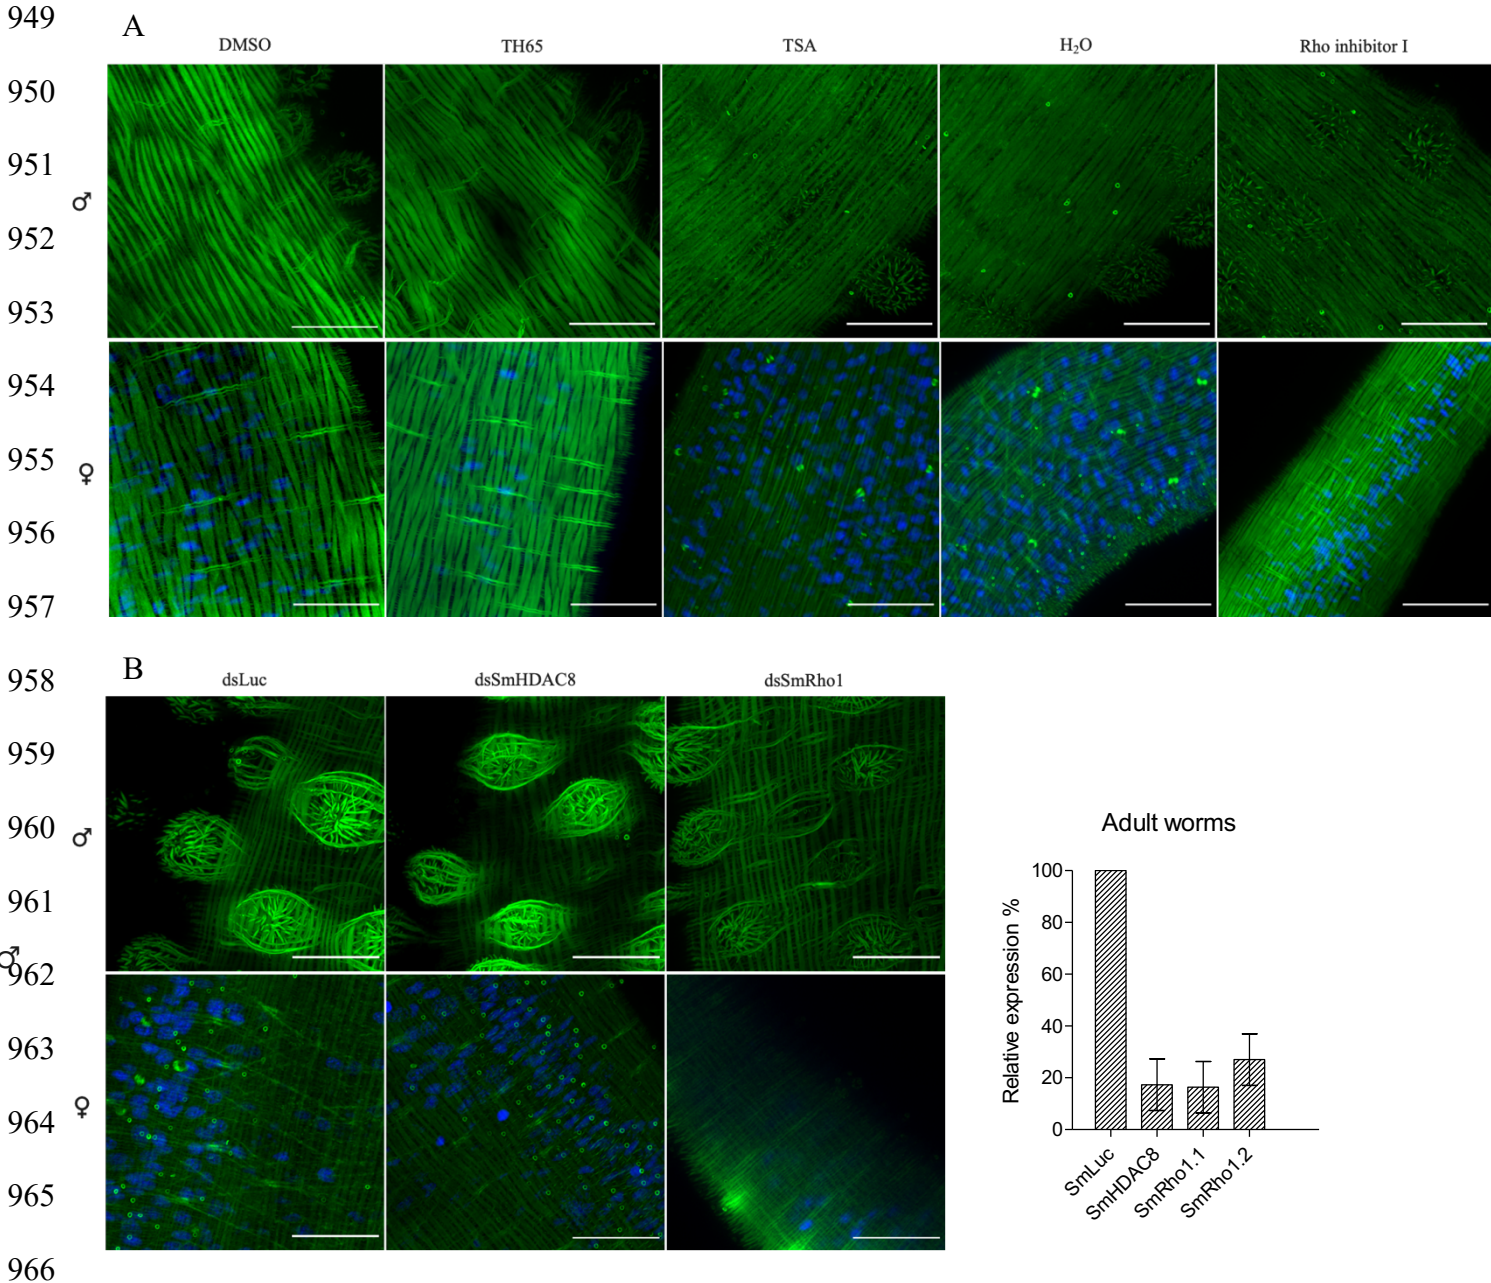 949
A
DMSO TH65 TSA H₂O Rho inhibitor I
950
951
♂
952
953
954
955
♀
956
957
B
958
dsLuc dsSmHDAC8 dsSmRho1
959
960
♂
Adult worms
961
♂
962
963
964
♀
965
966
Relative expression %
100
80
60
40
20
0
SmLuc
SmHDAC8
SmRho1.1
SmRho1.2